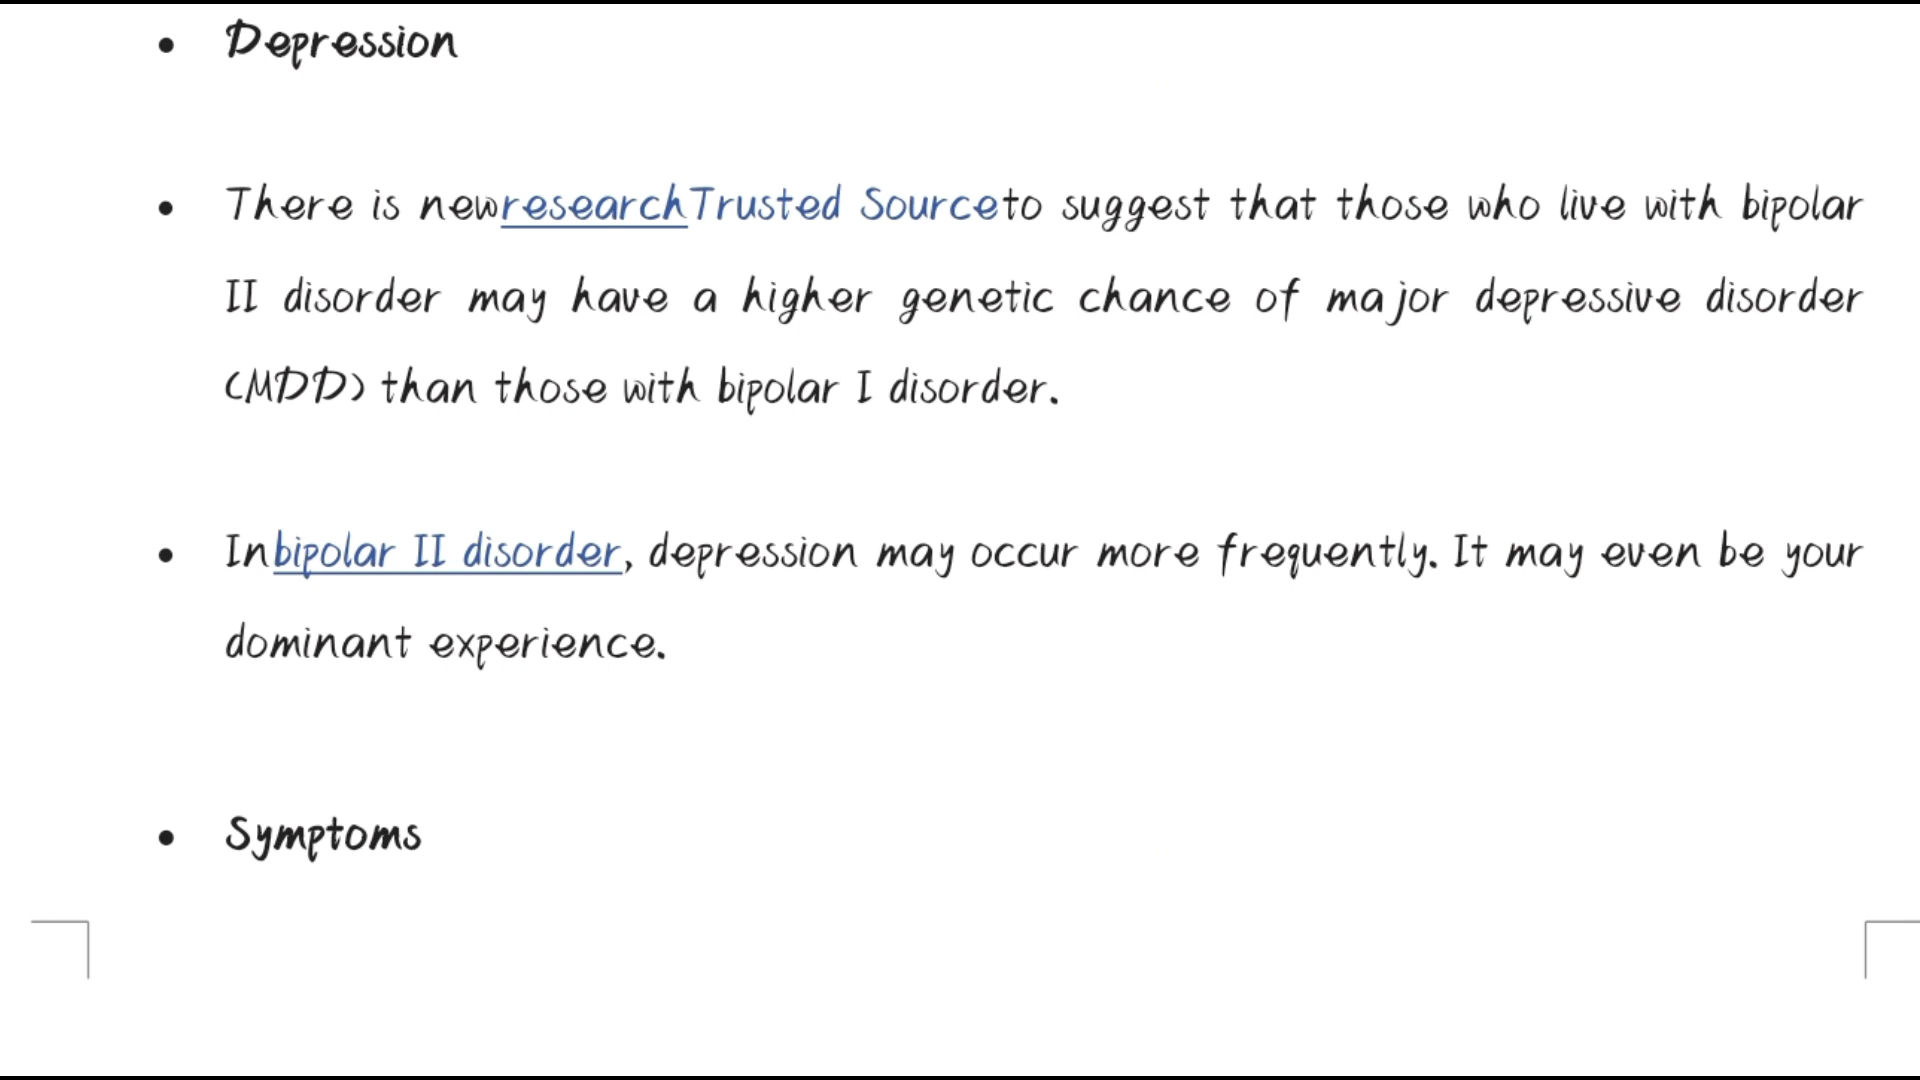 • Depression
• There is newresearchTrusted Sourceto suggest that those who live with bipolar
II disorder may have a higher genetic chance of major depressive disorder
(MDD) than those with bipolar I disorder.
• Inbipolar II disorder, depression may occur more frequently. It may even be your
dominant experience.
• Symptoms